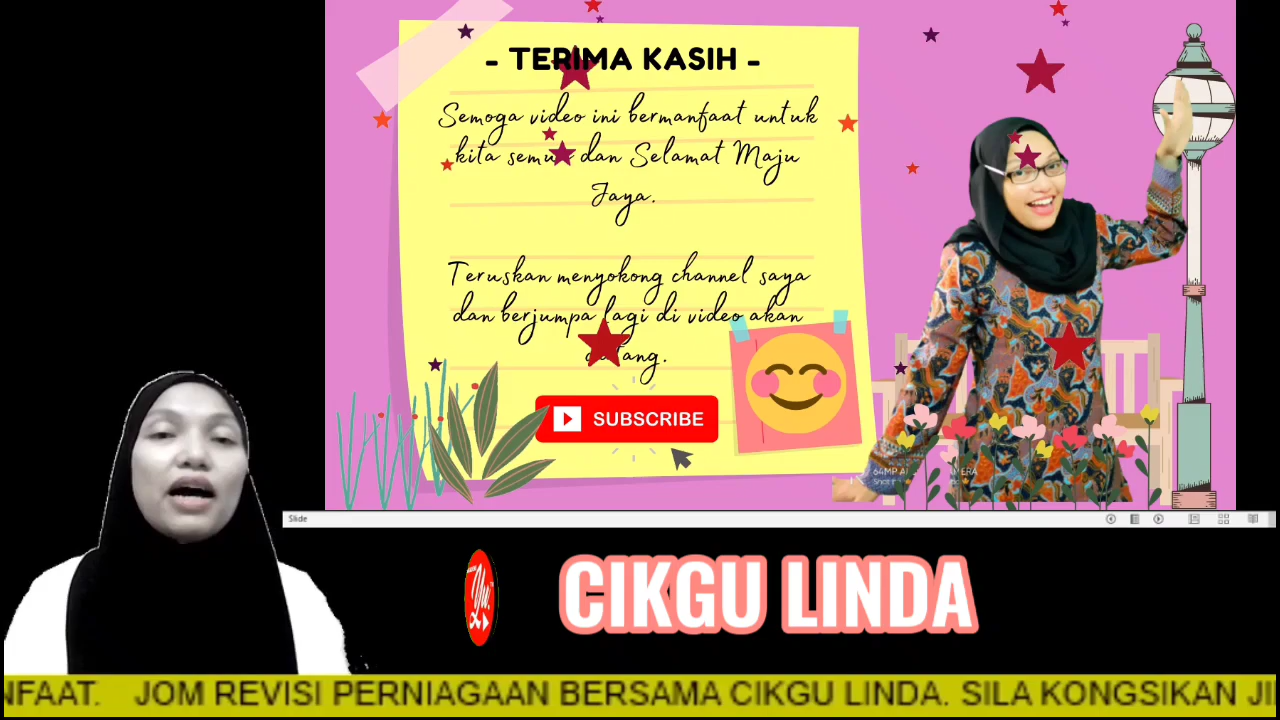 - TERIMA KASIH -
Semoga video ini bermanfaat untuk
kita semua dan Selamat Maju
Jaya.
Teruskan menyokong channel saya
dan berjumpa lagi di video akan
datang.
SUBSCRIBE
Slide
CIKGU LINDA
NFAAT. JOM REVISI PERNIAGAAN BERSAMA CIKGU LINDA. SILA KONGSIKAN JI